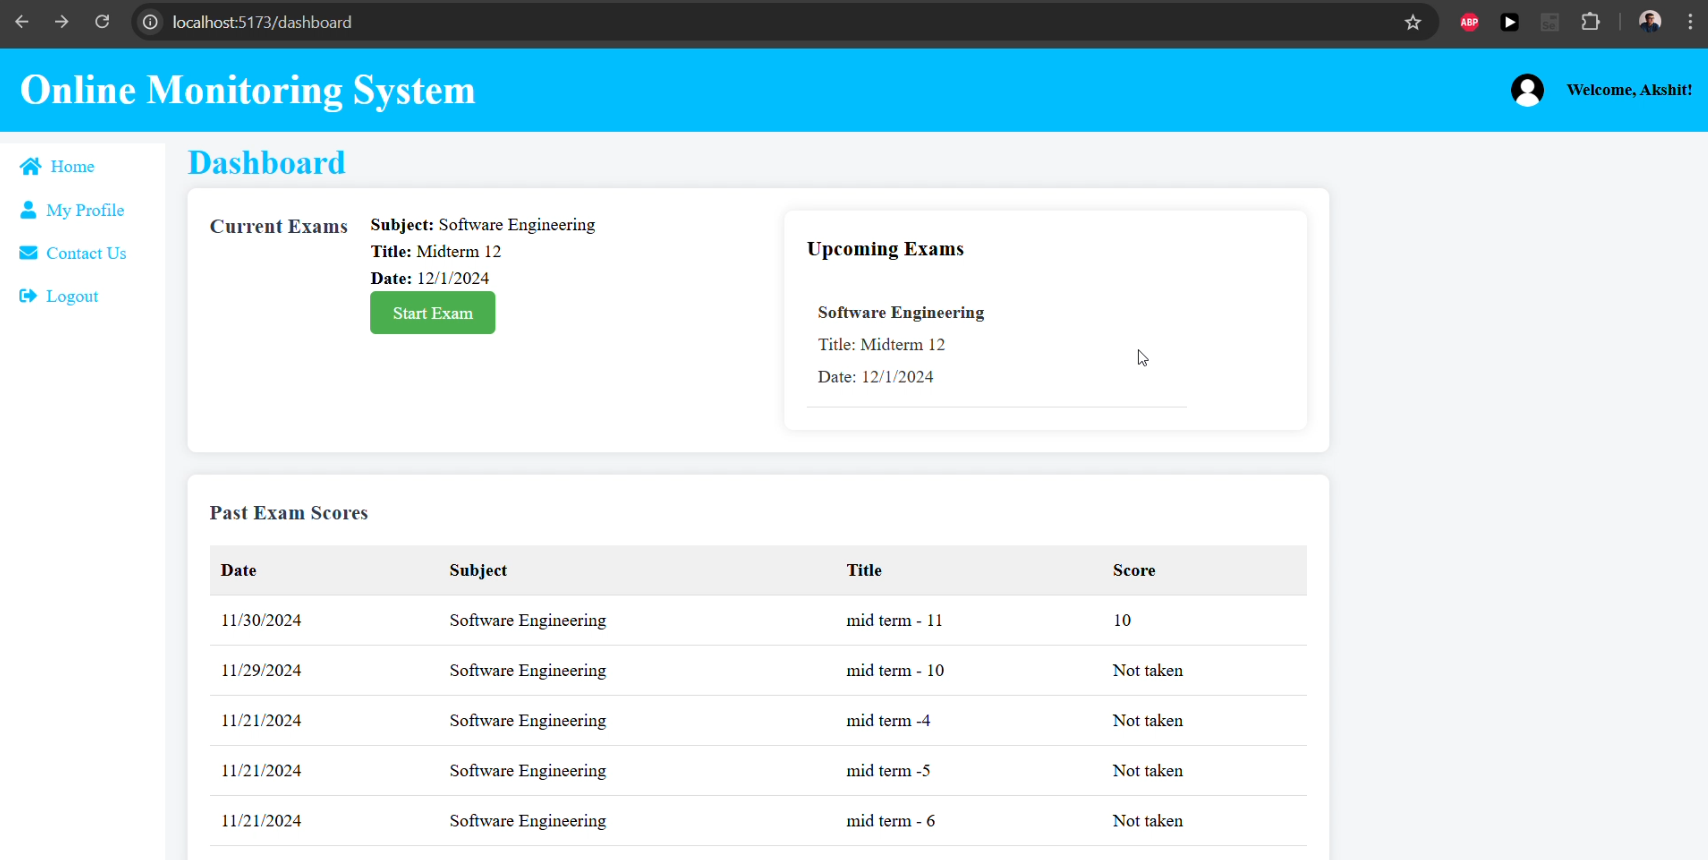 localhost:5173/dashboard
ABP
Online Monitoring System
Welcome, Akshit!
Home
My Profile
Contact Us
Logout
Dashboard
Current Exams
Subject: Software Engineering
Title: Midterm 12
Date: 12/1/2024
Start Exam
Upcoming Exams
Software Engineering
Title: Midterm 12
Date: 12/1/2024
Past Exam Scores
Date Subject Title Score
11/30/2024 Software Engineering mid term - 11 10
11/29/2024 Software Engineering mid term - 10 Not taken
11/21/2024 Software Engineering mid term -4 Not taken
11/21/2024 Software Engineering mid term -5 Not taken
11/21/2024 Software Engineering mid term - 6 Not taken